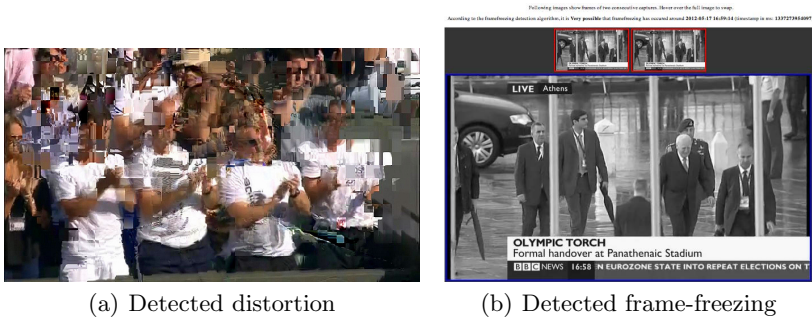 Following images show frames of two consecutive captures. Hover over the full image to swap.
According to the framefreezing detection algorithm, it is Very possible that framefreezing has occured around 2012-05-17 16:59:14 (timestamp in ms:
LIVE Athens
OLYMPIC TORCH
Formal handover at Panathenaic Stadium
BBC NEWS 16:58 N EUROZONE STATE INTO REPEAT ELECTIONS ON T
(a) Detected distortion
(b) Detected frame-freezing